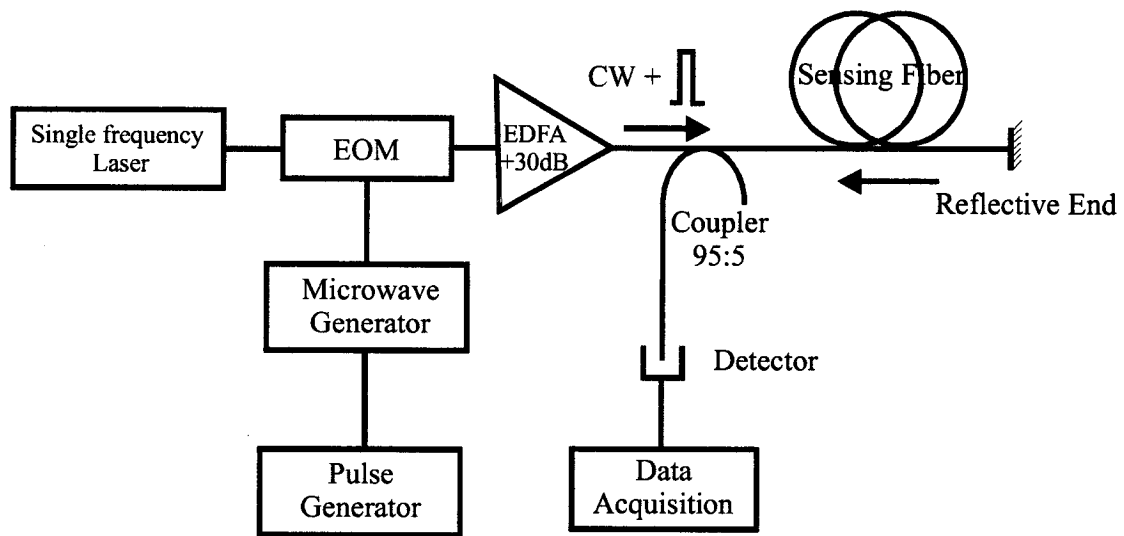 CW +
Sensing Fiber
Single frequency
Laser
EOM
EDFA
+30dB
Reflective End
Coupler
95:5
Microwave
Generator
Detector
Pulse
Generator
Data
Acquisition